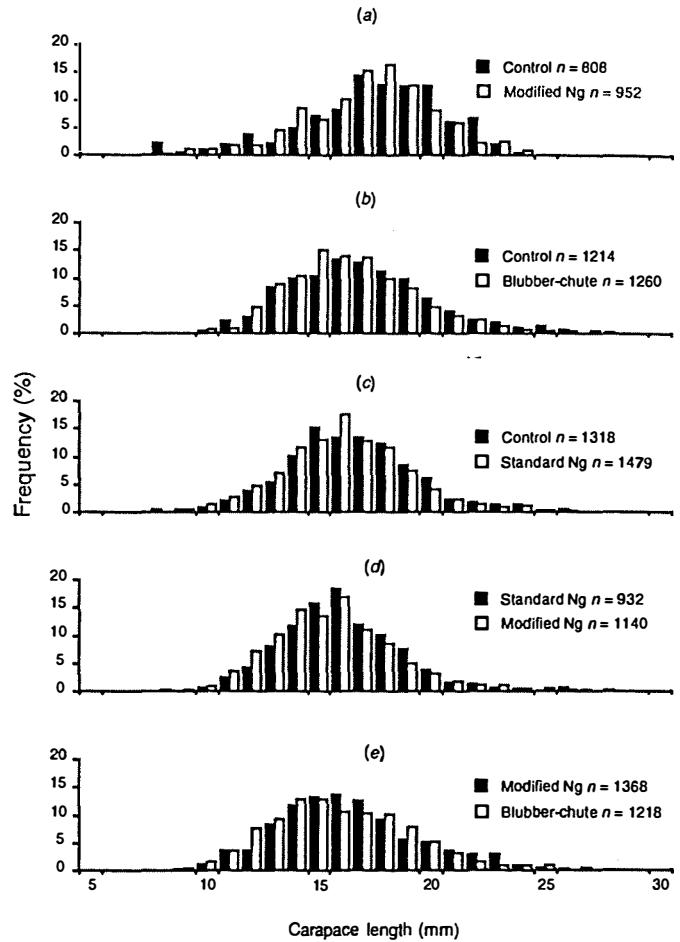 (a)
20
15
10
5
0
Control n = 808
Modified Ng n = 952
(b)
20
15
10
5
0
Control n = 1214
Blubber-chute n = 1260
(c)
20
15
10
5
0
Control n = 1318
Standard Ng n = 1479
Frequency (%)
(d)
20
15
10
5
0
Standard Ng n = 932
Modified Ng n = 1140
(e)
20
15
10
5
0
Modified Ng n = 1368
Blubber-chute n = 1218
5 10 15 20 25 30
Carapace length (mm)